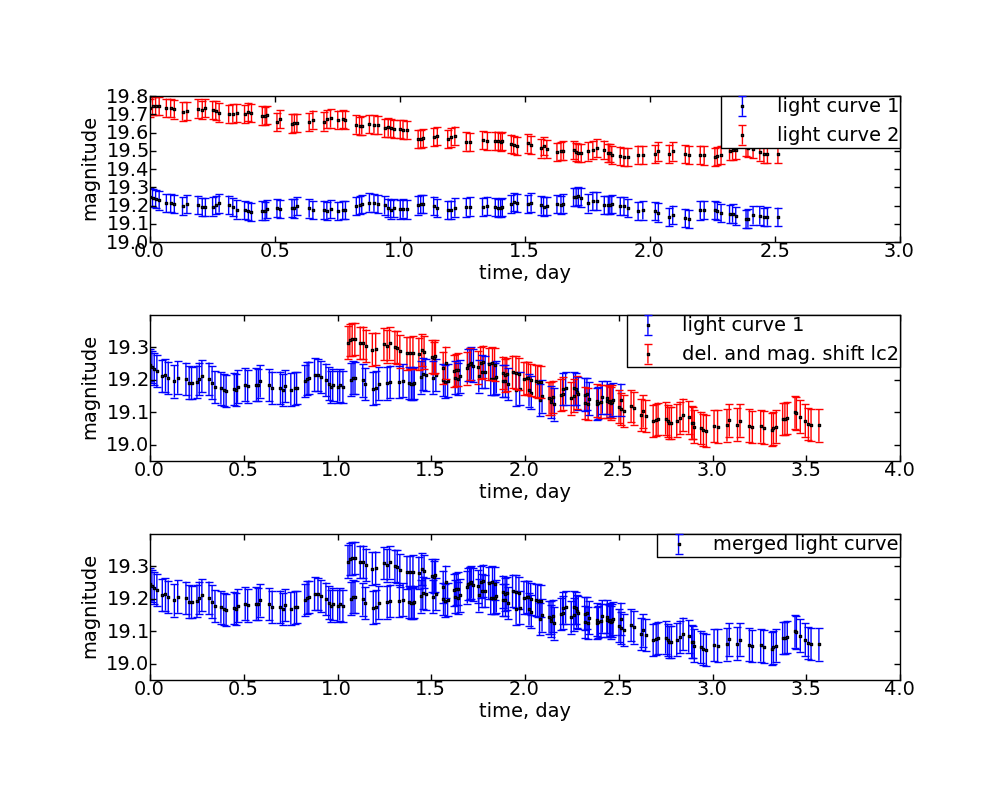 19.8
19.7
19.6
19.5
19.4
19.3
19.2
19.1
19.0
magnitude
light curve 1
light curve 2
0.0 0.5 1.0 1.5 2.0 2.5 3.0
time, day
19.3
19.2
19.1
19.0
magnitude
light curve 1
del. and mag. shift lc2
0.0 0.5 1.0 1.5 2.0 2.5 3.0 3.5 4.0
time, day
19.3
19.2
19.1
19.0
magnitude
merged light curve
0.0 0.5 1.0 1.5 2.0 2.5 3.0 3.5 4.0
time, day